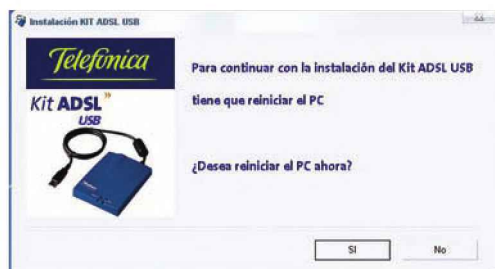 Instalación KIT ADSL USB
Telefónica
Kit ADSL
USB
Para continuar con la instalación del Kit ADSL USB
tiene que reiniciar el PC
¿Desea reiniciar el PC ahora?
SI
No